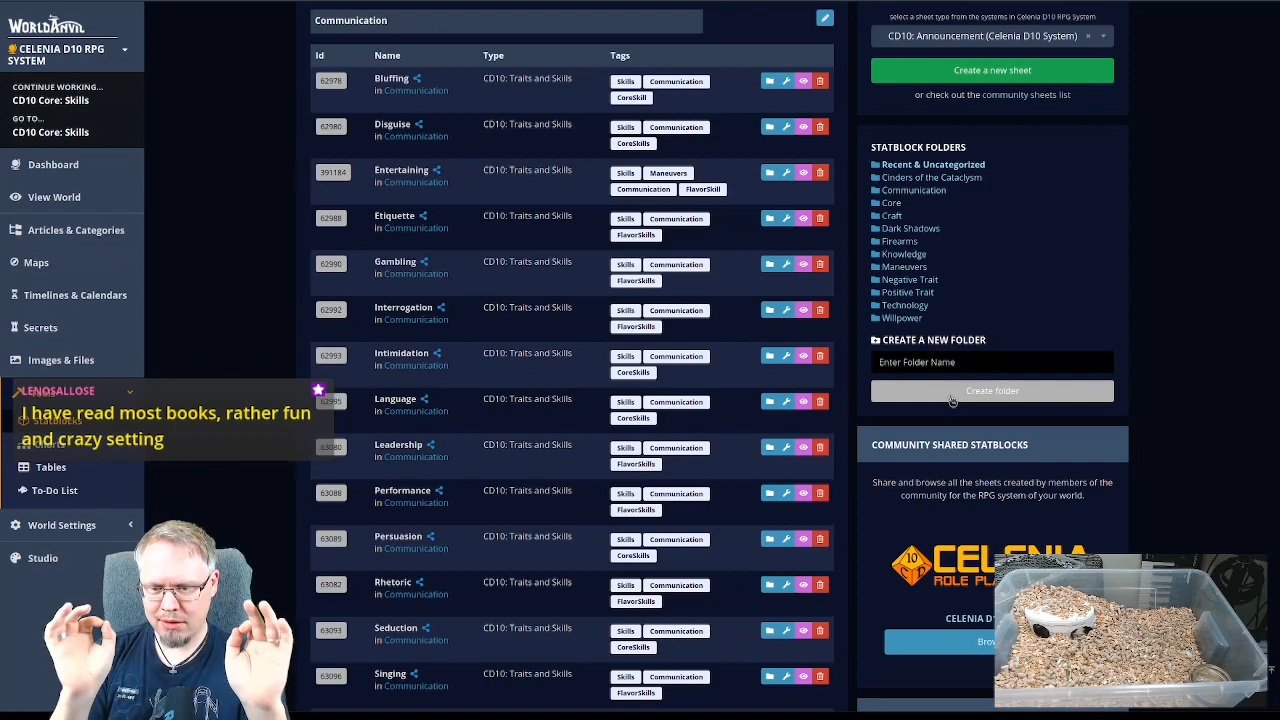 WORLDANVIL
CELENIA D10 RPG
SYSTEM
CONTINUE WORKING...
CD10 Core: Skills
GO TO...
CD10 Core: Skills
Dashboard
View World
Articles & Categories
Maps
Timelines & Calendars
Secrets
Images & Files
LENOSALLOSE
I have read most books, rather fun
and crazy setting
Statblocks
Tables
To-Do List
World Settings
Studio
Communication
Id Name Type Tags
62978 Bluffing CD10: Traits and Skills Skills Communication
in Communication CoreSkill
62980 Disguise CD10: Traits and Skills Skills Communication
in Communication CoreSkills
391184 Entertaining CD10: Traits and Skills Skills Maneuvers
in Communication Communication FlavorSkill
62988 Etiquette CD10: Traits and Skills Skills Communication
in Communication FlavorSkills
62990 Gambling CD10: Traits and Skills Skills Communication
in Communication FlavorSkills
62992 Interrogation CD10: Traits and Skills Skills Communication
in Communication FlavorSkills
62993 Intimidation CD10: Traits and Skills Skills Communication
in Communication CoreSkills
62995 Language CD10: Traits and Skills Skills Communication
in Communication CoreSkills
63080 Leadership CD10: Traits and Skills Skills Communication
in Communication FlavorSkills
63088 Performance CD10: Traits and Skills Skills Communication
in Communication FlavorSkills
63089 Persuasion CD10: Traits and Skills Skills Communication
in Communication CoreSkills
63082 Rhetoric CD10: Traits and Skills Skills Communication
in Communication FlavorSkills
63093 Seduction CD10: Traits and Skills Skills Communication
in Communication CoreSkills
63096 Singing CD10: Traits and Skills Skills Communication
in Communication FlavorSkills
select a sheet type from the systems in Celenia D10 RPG
System
CD10: Announcement (Celenia D10 System) ×
Create a new sheet
or check out the community sheets list
STATBLOCK FOLDERS
Recent & Uncategorized
Cinders of the Cataclysm
Communication
Core
Craft
Dark Shadows
Firearms
Knowledge
Maneuvers
Negative Trait
Positive Trait
Technology
Willpower
CREATE A NEW FOLDER
Enter Folder Name
Create folder
COMMUNITY SHARED STATBLOCKS
Share and browse all the sheets created by members of the
community for the RPG system of your world.
10 CELENIA
ROLE PLA
CELENIA D
Brow